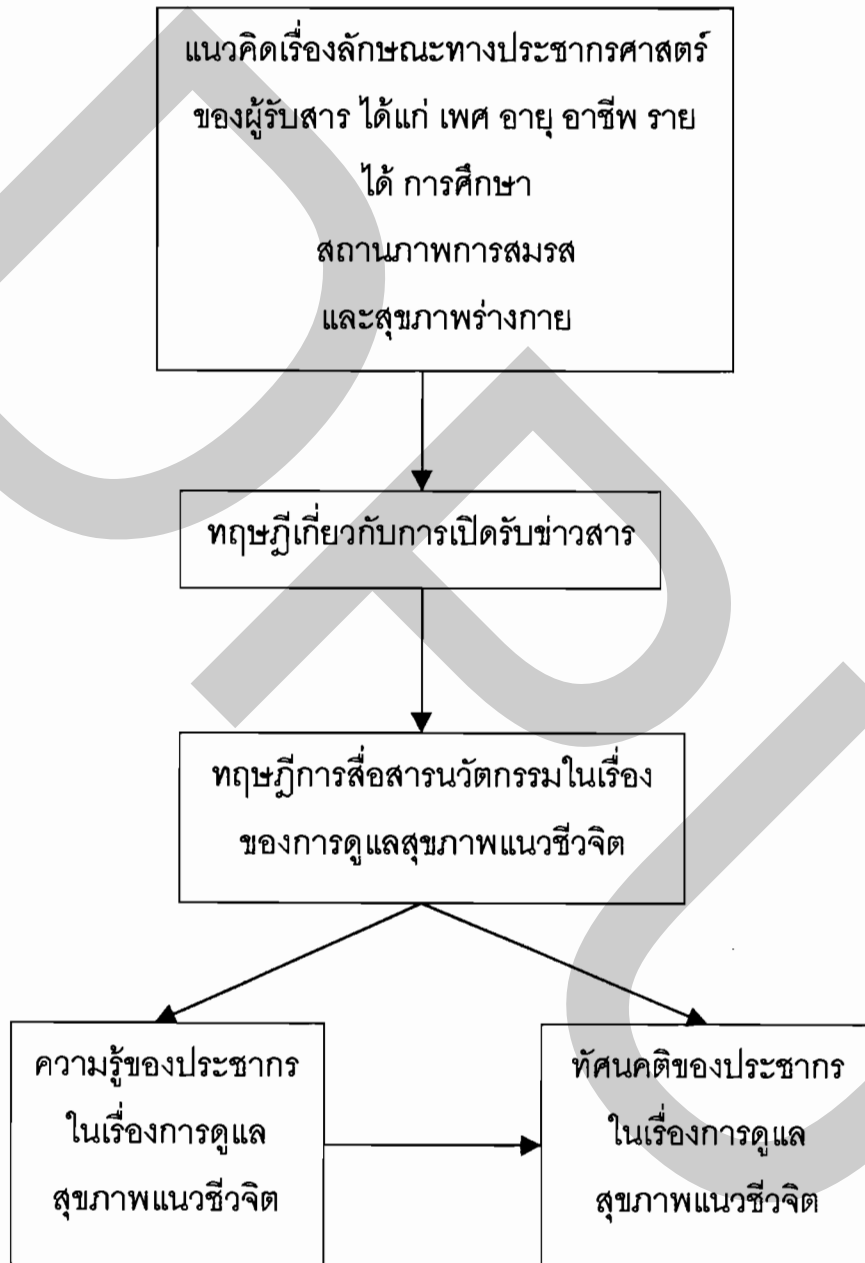 แนวคิดเรื่องลักษณะทางประชากรศาสตร์
ของผู้รับสาร ได้แก่ เพศ อายุ อาชีพ ราย
ได้ การศึกษา
สถานภาพการสมรส
และสุขภาพร่างกาย
ทฤษฎีเกี่ยวกับการเปิดรับข่าวสาร
ทฤษฎีการสื่อสารนวัตกรรมในเรื่อง
ของการดูแลสุขภาพแนวชีวจิต
ความรู้ของประชากร
ในเรื่องการดูแล
สุขภาพแนวชีวจิต
ทัศนคติของประชากร
ในเรื่องการดูแล
สุขภาพแนวชีวจิต
DPU